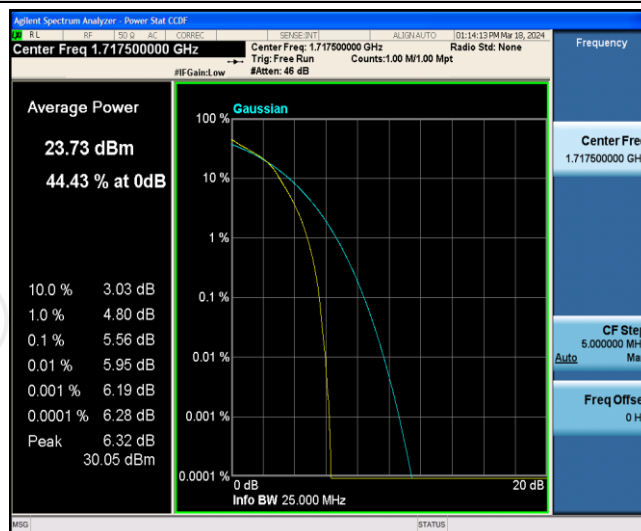 Agilent Spectrum Analyzer - Power Stat CCDF
RL RF 50 Ω AC CORREC SENSE:INT ALIGNAUTO 01:14:13 PM Mar 18, 2024
Center Freq 1.717500000 GHz
Center Freq: 1.717500000 GHz Radio Std: None
Trig: Free Run Counts:1.00 M/1.00 Mpt
#IFGain:Low #Atten: 46 dB
Frequency
Average Power
23.73 dBm
44.43 % at 0dB
10.0 % 3.03 dB
1.0 % 4.80 dB
0.1 % 5.56 dB
0.01 % 5.95 dB
0.001 % 6.19 dB
0.0001 % 6.28 dB
Peak 6.32 dB
30.05 dBm
Gaussian
100 %
10 %
1 %
0.1 %
0.01 %
0.001 %
0.0001 %
0 dB 20 dB
Info BW 25.000 MHz
Center Fre
1.717500000 GH
CF Step
5.000000 MH
Auto Ma
Freq Offse
0 H
MSG STATUS